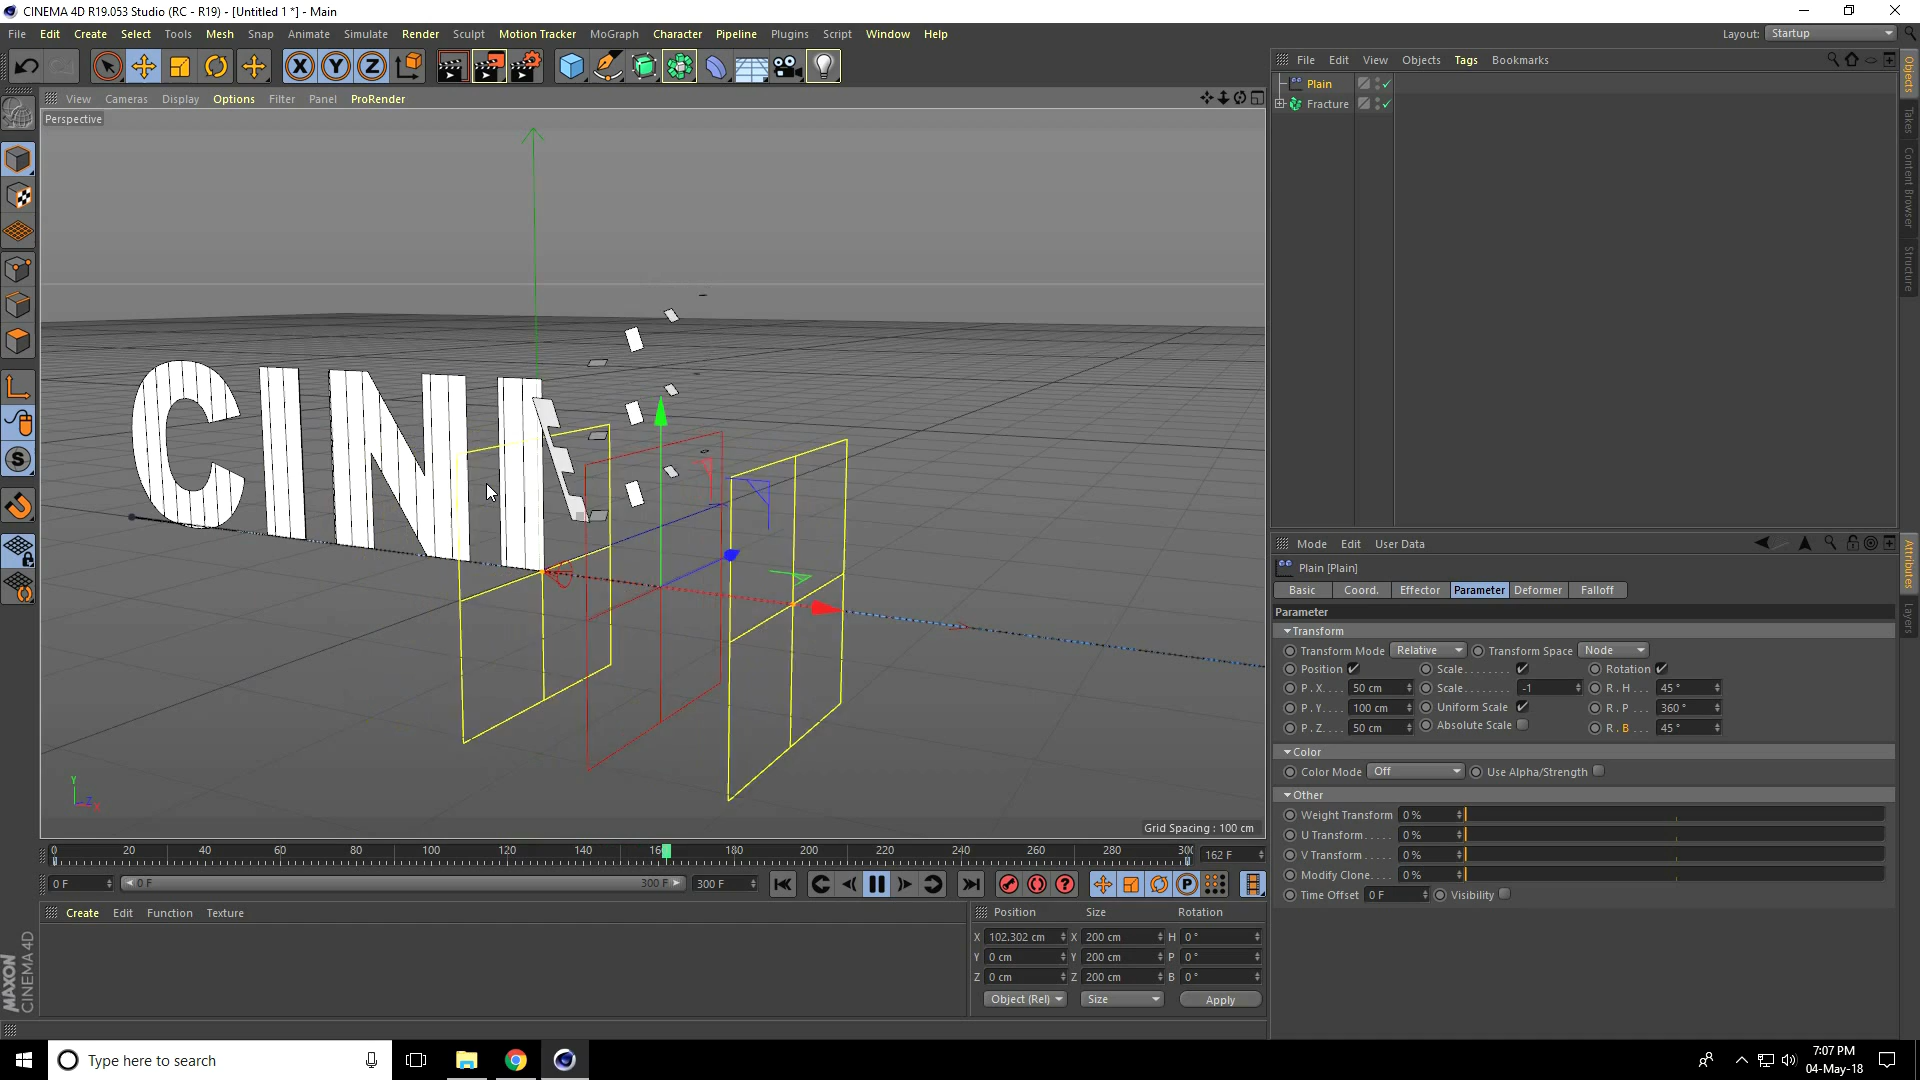 CINEMA 4D R19.053 Studio (RC - R19) - [Untitled 1 *] - Main
File Edit Create Select Tools Mesh Snap Animate Simulate Render Sculpt Motion Tracker MoGraph Character Pipeline Plugins Script Window Help
Layout: Startup
X Y Z
File Edit View Objects Tags Bookmarks
Objects
Takes
Content Browser
Structure
Plain
Fracture
View Cameras Display Options Filter Panel ProRender
Perspective
CINE
Y
Z X
Grid Spacing : 100 cm
Mode Edit User Data
Attributes
Layers
Plain [Plain]
Basic Coord. Effector Parameter Deformer Falloff
Parameter
Transform
Transform Mode Relative Transform Space Node
Position Scale........ Rotation
P . X. . . . 50 cm Scale........ -1 R . H . . . 45 °
P . Y. . . . 100 cm Uniform Scale R . P . . . 360 °
P . Z. . . . 50 cm Absolute Scale R . B . . . 45 °
Color
Color Mode Off Use Alpha/Strength
Other
Weight Transform 0 %
U Transform..... 0 %
V Transform..... 0 %
Modify Clone.... 0 %
Time Offset 0 F Visibility
0 20 40 60 80 100 120 140 160 180 200 220 240 260 280 300
162 F
0 F 0 F 300 F 300 F
P
Create Edit Function Texture
Position Size Rotation
X 102.302 cm X 200 cm H 0 °
Y 0 cm Y 200 cm P 0 °
Z 0 cm Z 200 cm B 0 °
Object (Rel) Size Apply
MAXON
CINEMA 4D
Type here to search
7:07 PM
04-May-18